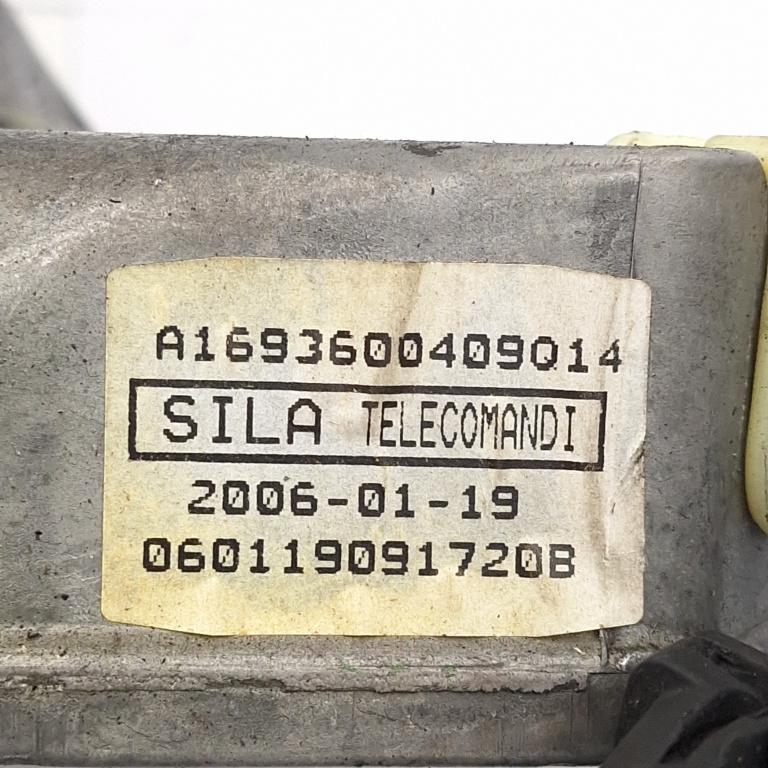 A1693600409Q14
SILA TELECOMANDI
2006-01-19
060119091720B